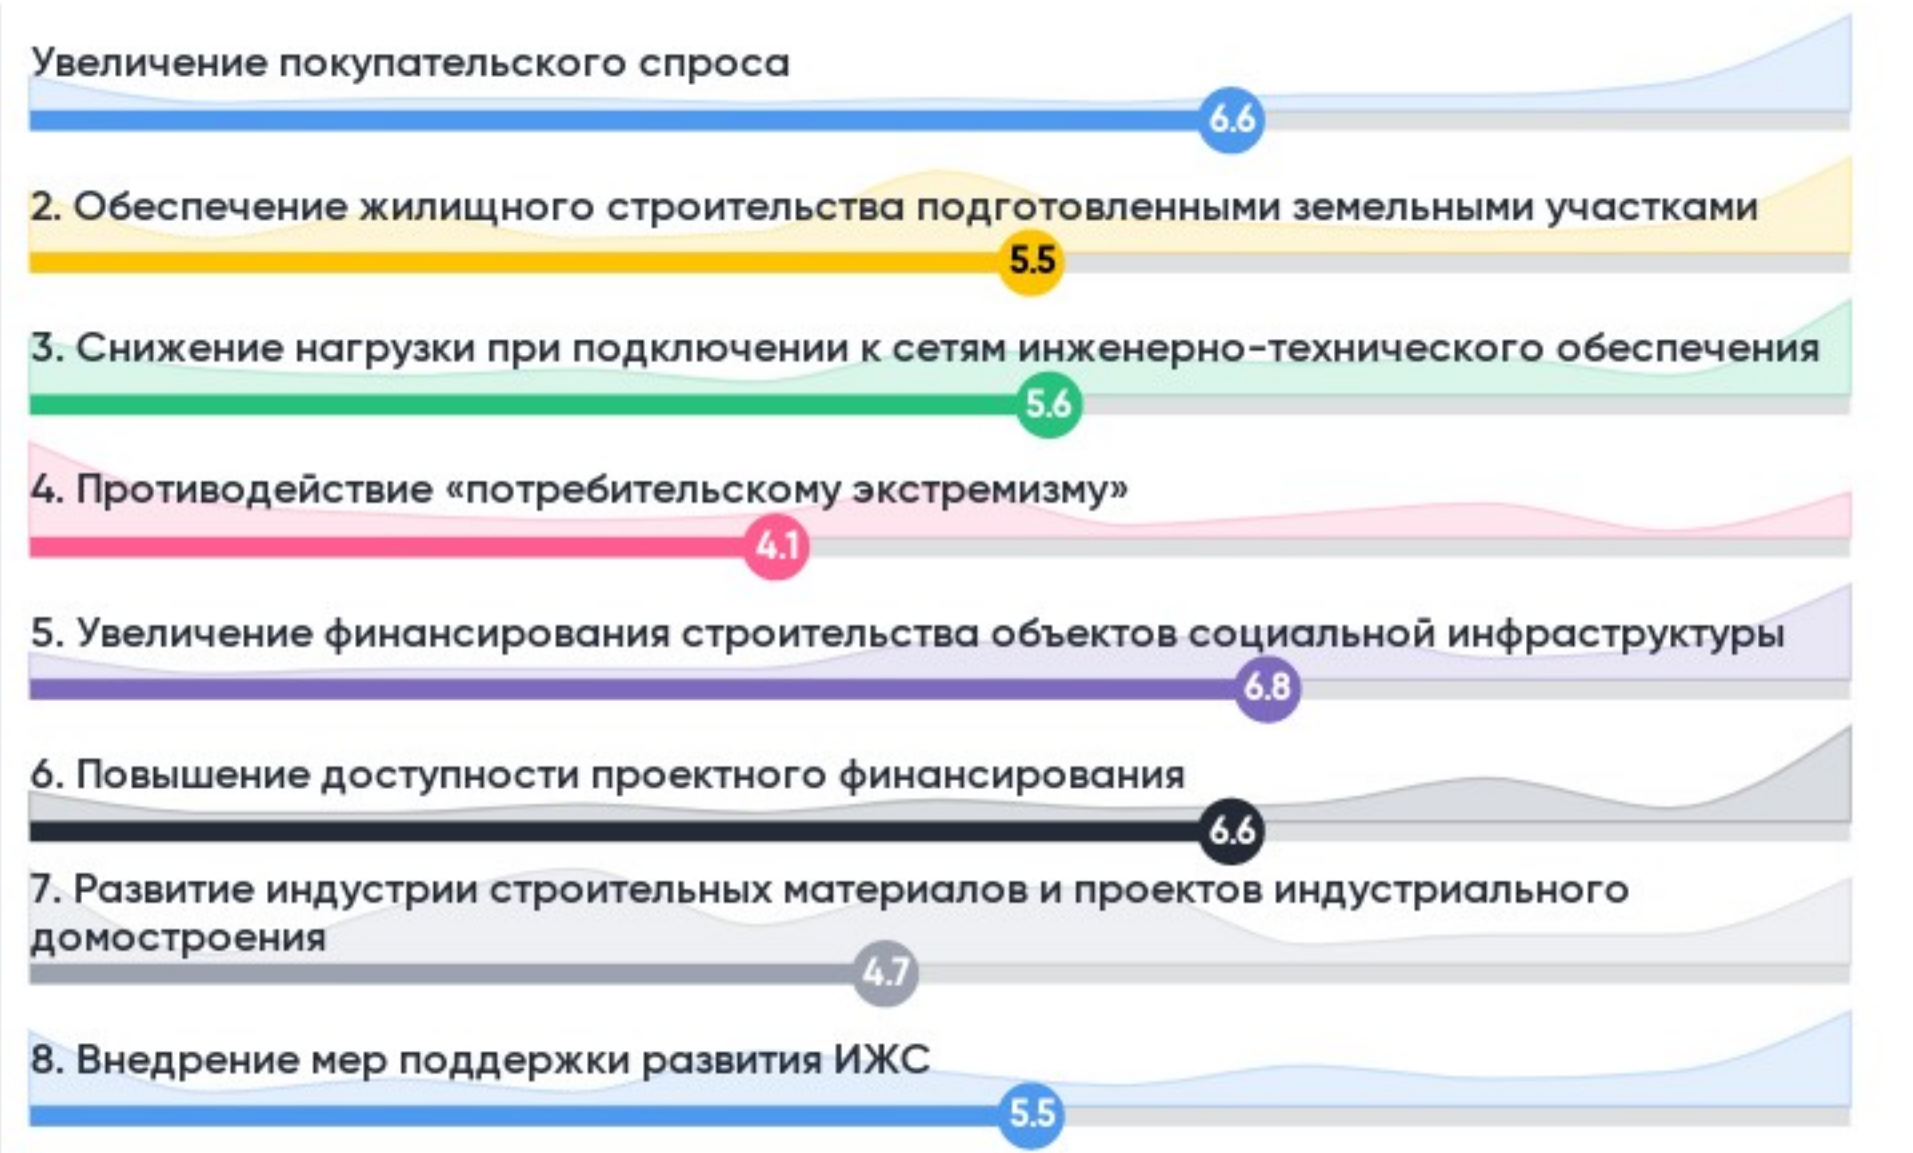 Увеличение покупательского спроса
6.6
2. Обеспечение жилищного строительства подготовленными земельными участками
5.5
3. Снижение нагрузки при подключении к сетям инженерно-технического обеспечения
5.6
4. Противодействие «потребительскому экстремизму»
4.1
5. Увеличение финансирования строительства объектов социальной инфраструктуры
6.8
6. Повышение доступности проектного финансирования
6.6
7. Развитие индустрии строительных материалов и проектов индустриального
домостроения
4.7
8. Внедрение мер поддержки развития ИЖС
5.5